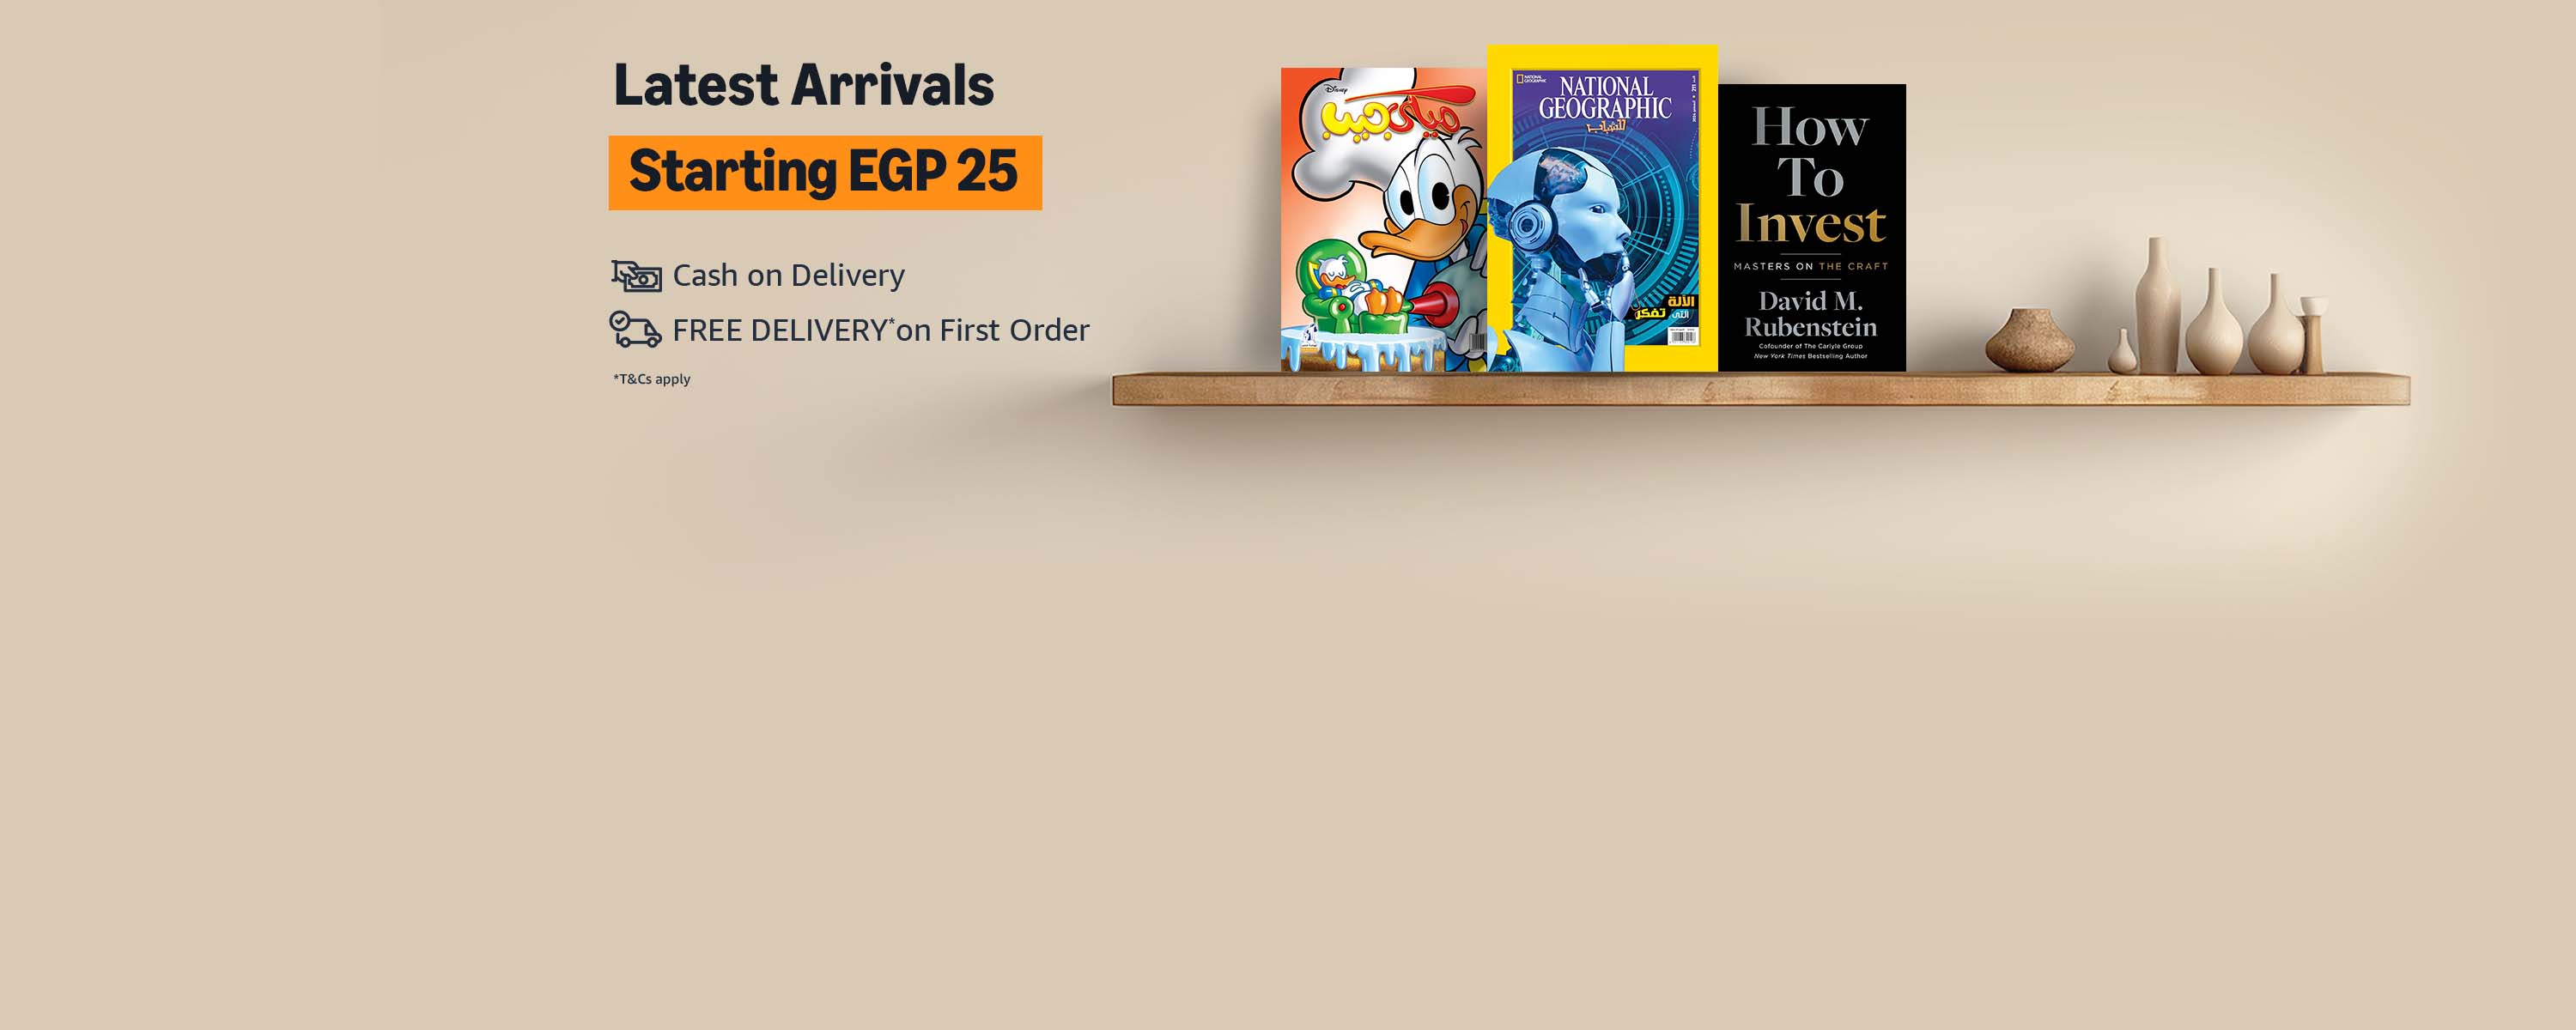 Latest Arrivals
Starting EGP 25
Cash on Delivery
FREE DELIVERY* on First Order
*T&Cs apply
Disney
ميكي جيب
NATIONAL GEOGRAPHIC
NATIONAL
GEOGRAPHIC
للشباب
الآلة
التي تفكر
How
To
Invest
MASTERS ON THE CRAFT
David M.
Rubenstein
Cofounder of The Carlyle Group
New York Times Bestselling Author